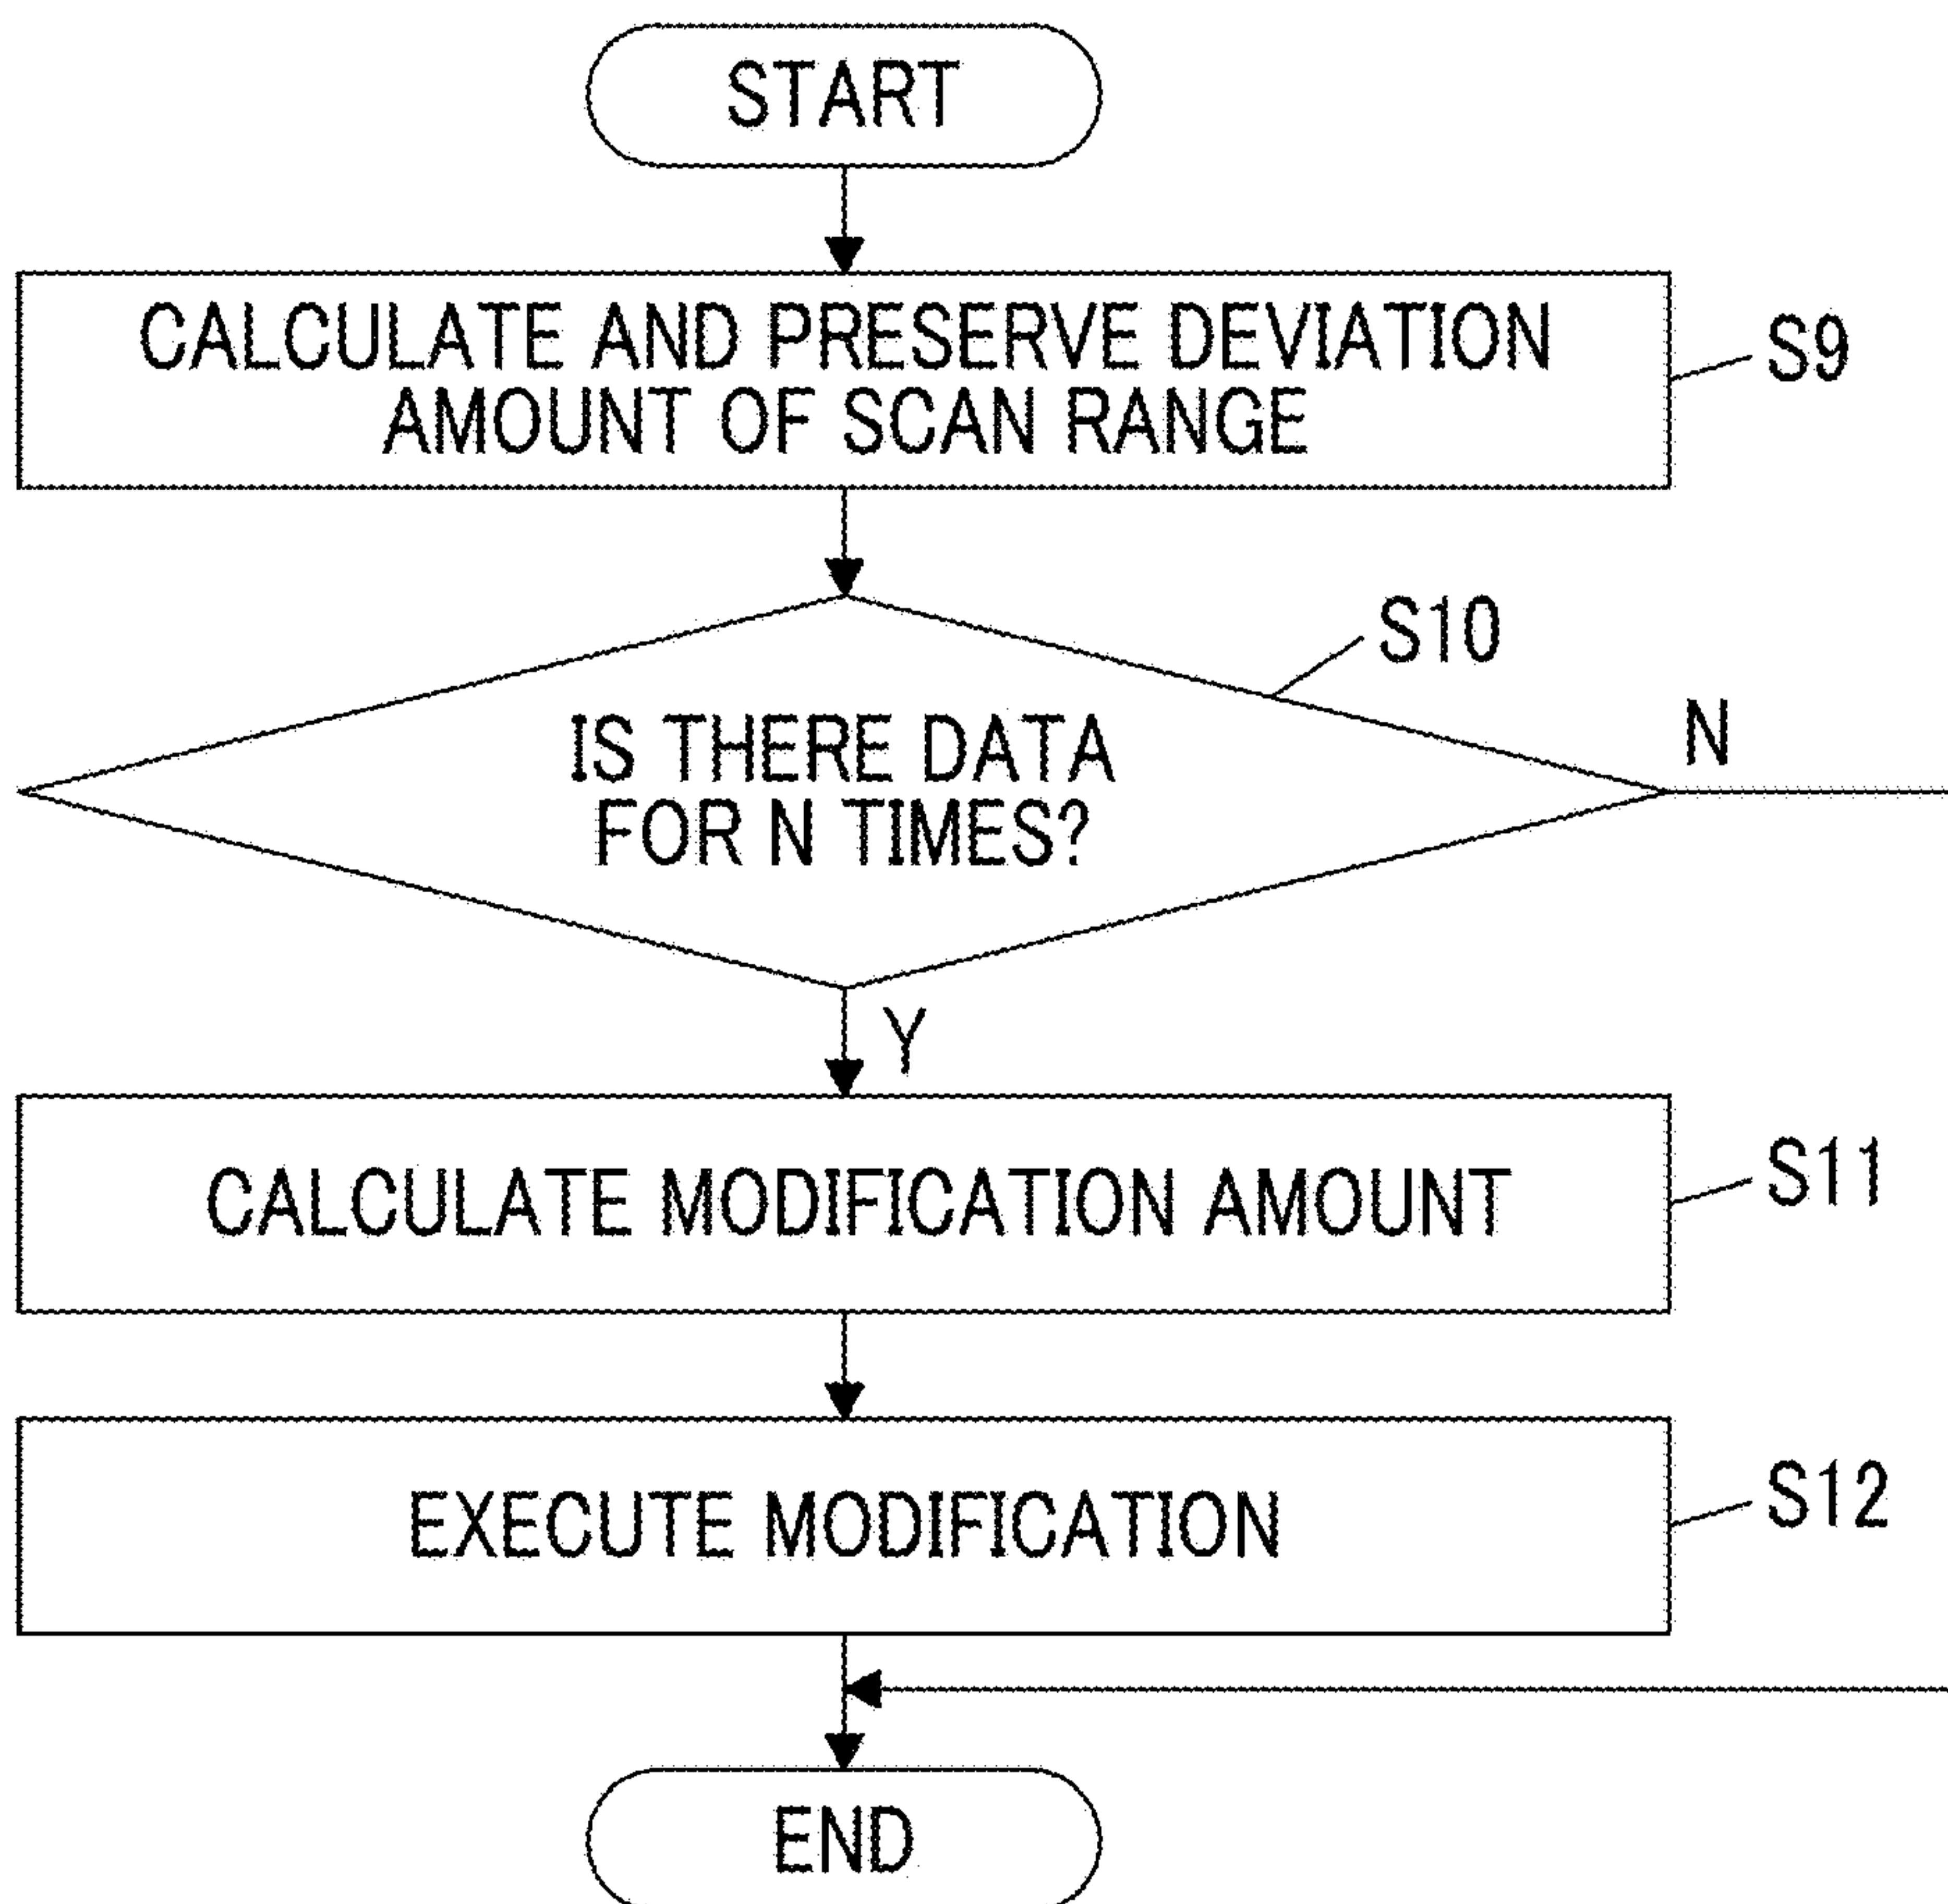 START
CALCULATE AND PRESERVE DEVIATION
AMOUNT OF SCAN RANGE
S9
S10
IS THERE DATA
FOR N TIMES?
N
Y
CALCULATE MODIFICATION AMOUNT
S11
EXECUTE MODIFICATION
S12
END